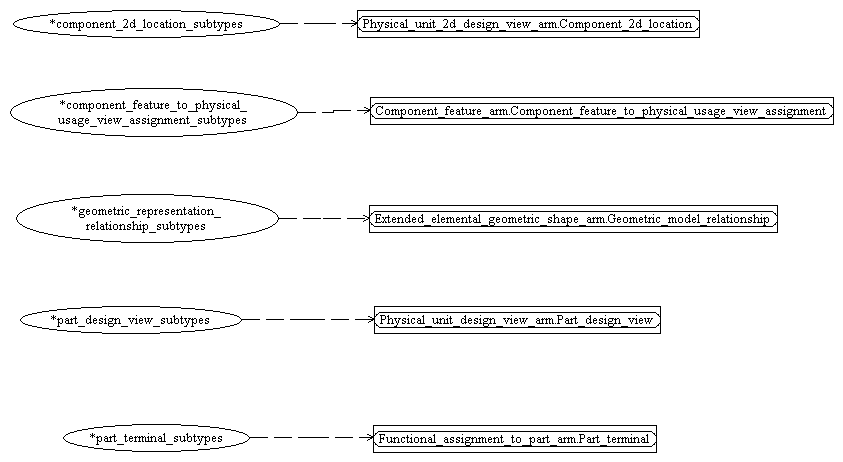 *component_2d_location_subtypes
Physical_unit_2d_design_view_arm.Component_2d_location
*component_feature_to_physical_
usage_view_assignment_subtypes
Component_feature_arm.Component_feature_to_physical_usage_view_assignment
*geometric_representation_
relationship_subtypes
Extended_elemental_geometric_shape_arm.Geometric_model_relationship
*part_design_view_subtypes
Physical_unit_design_view_arm.Part_design_view
*part_terminal_subtypes
Functional_assignment_to_part_arm.Part_terminal